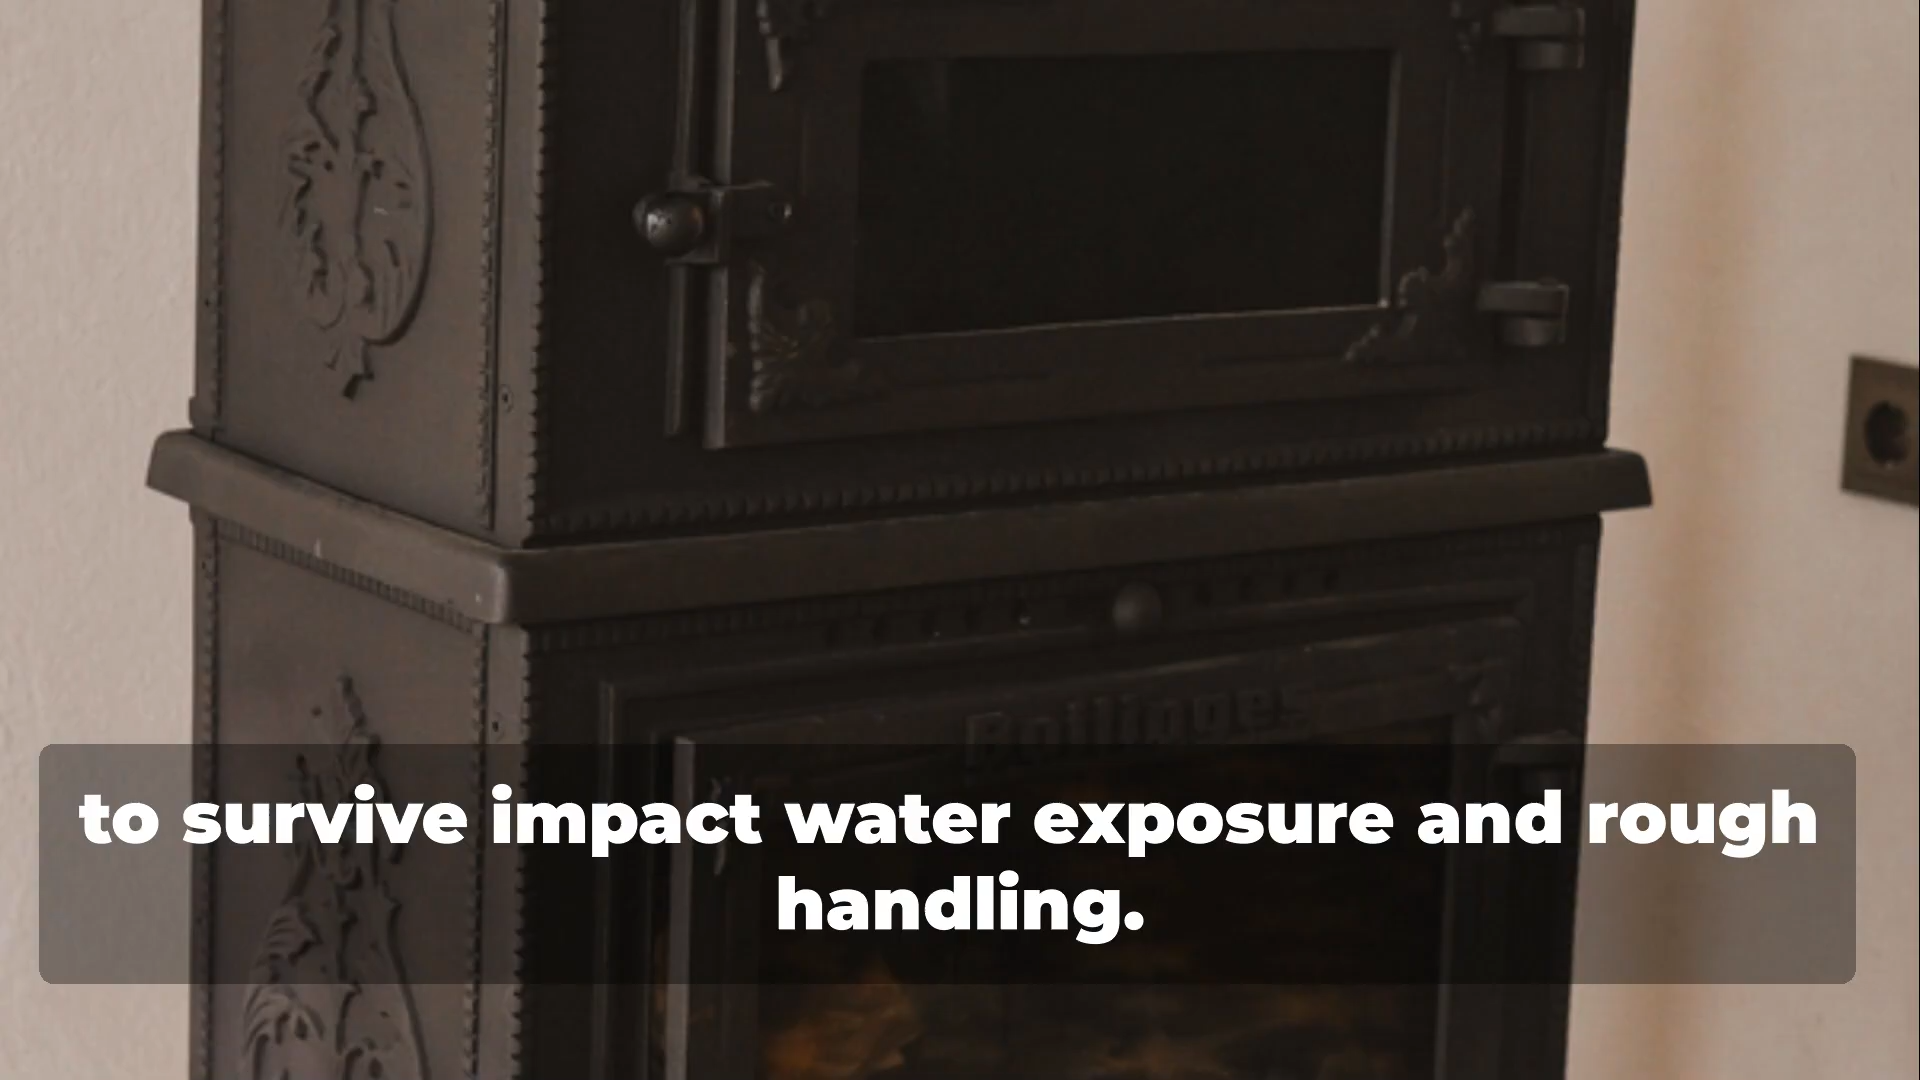 to survive impact water exposure and rough
handling.